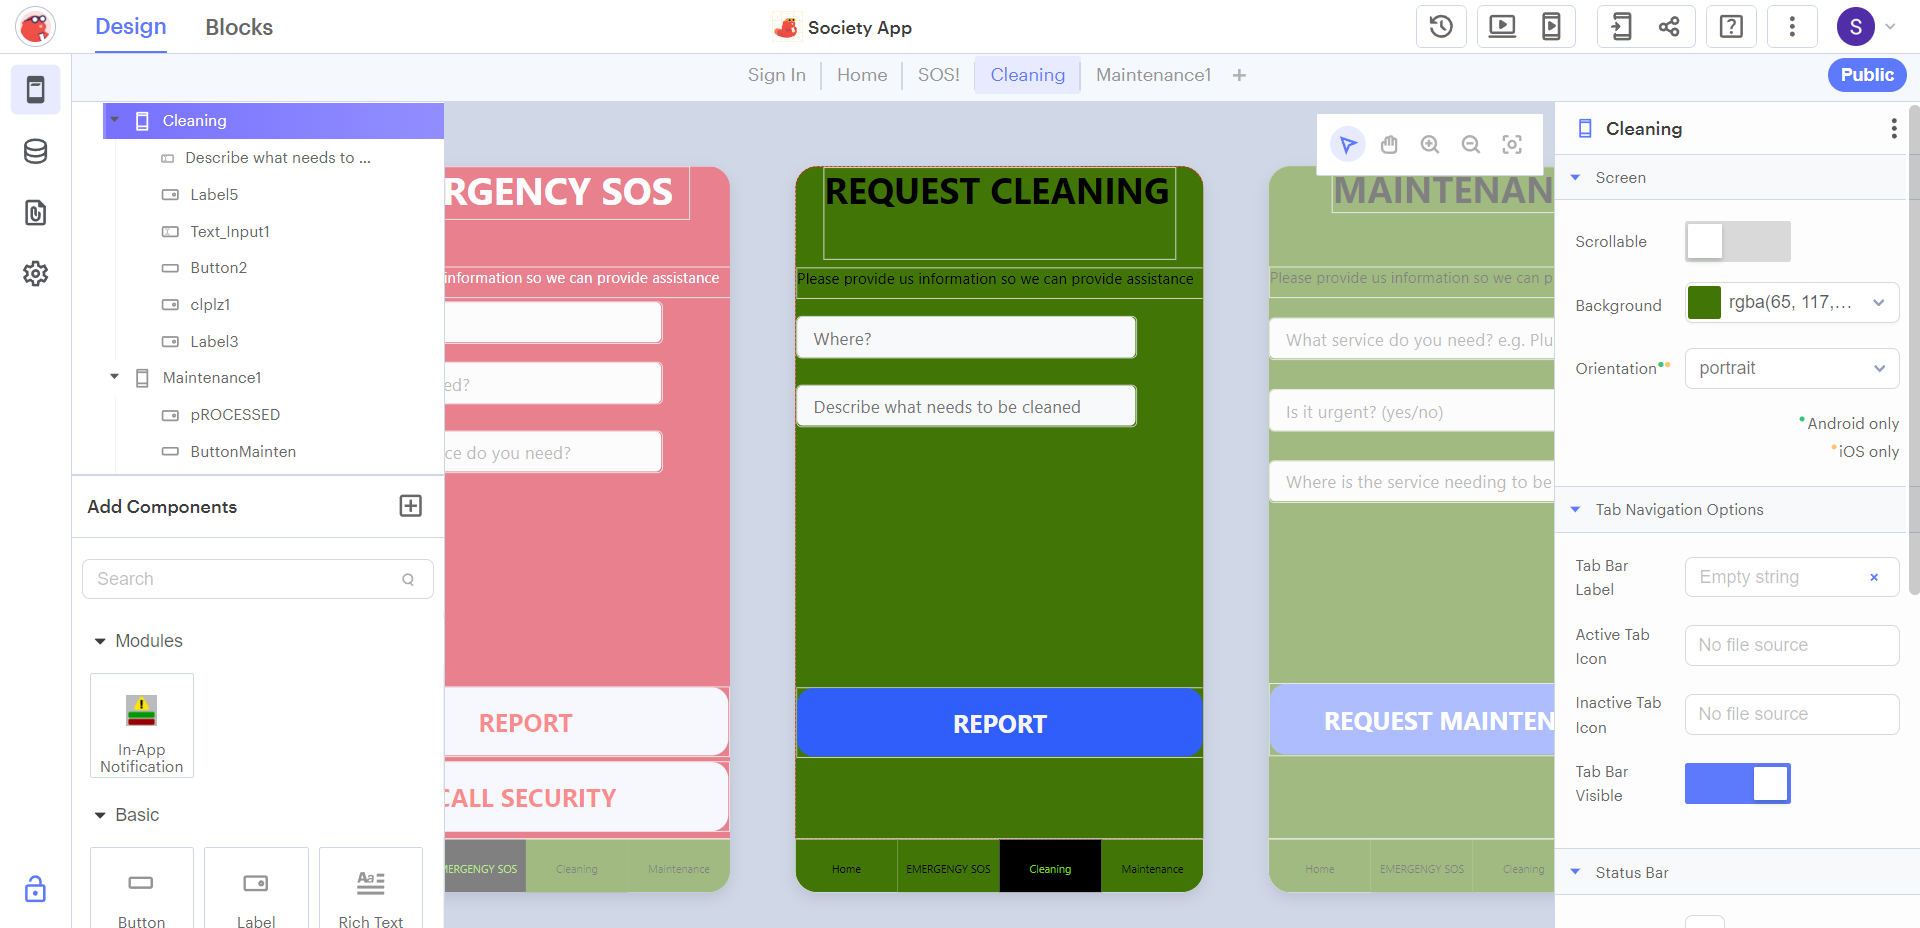 Design
Blocks
Society App
S
Sign In
Home
SOS!
Cleaning
Maintenance1
+
Public
Cleaning
Describe what needs to ...
Label5
Text_Input1
Button2
clplz1
Label3
Maintenance1
pROCESSED
ButtonMainten
Add Components
Search
Modules
In-App
Notification
Basic
Button
Label
Rich Text
RGENCY SOS
information so we can provide assistance
ed?
ce do you need?
REPORT
CALL SECURITY
MERGENGY SOS
Cleaning
Maintenance
REQUEST CLEANING
Please provide us information so we can provide assistance
Where?
Describe what needs to be cleaned
REPORT
Home
EMERGENGY SOS
Cleaning
Maintenance
MAINTENAN
Please provide us information so we can p
What service do you need? e.g. Plu
Is it urgent? (yes/no)
Where is the service needing to be
REQUEST MAINTEN
Home
EMERGENGY SOS
Cleaning
Cleaning
Screen
Scrollable
Background
rgba(65, 117,...
Orientation
portrait
Android only
iOS only
Tab Navigation Options
Tab Bar
Label
Empty string
Active Tab
Icon
No file source
Inactive Tab
Icon
No file source
Tab Bar
Visible
Status Bar